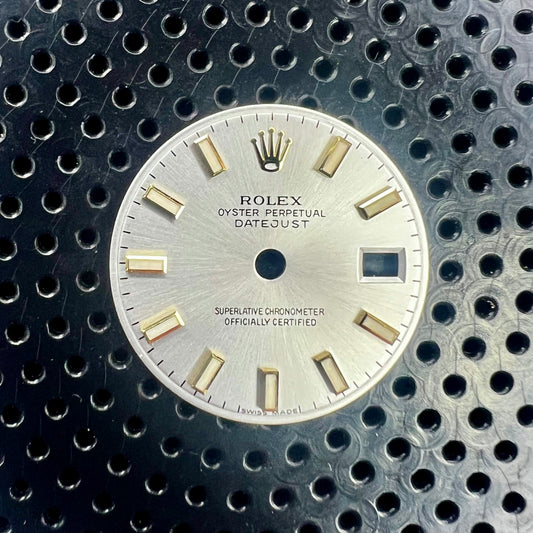 ROLEX
OYSTER PERPETUAL
DATEJUST
SUPERLATIVE CHRONOMETER
OFFICIALLY CERTIFIED
SWISS MADE